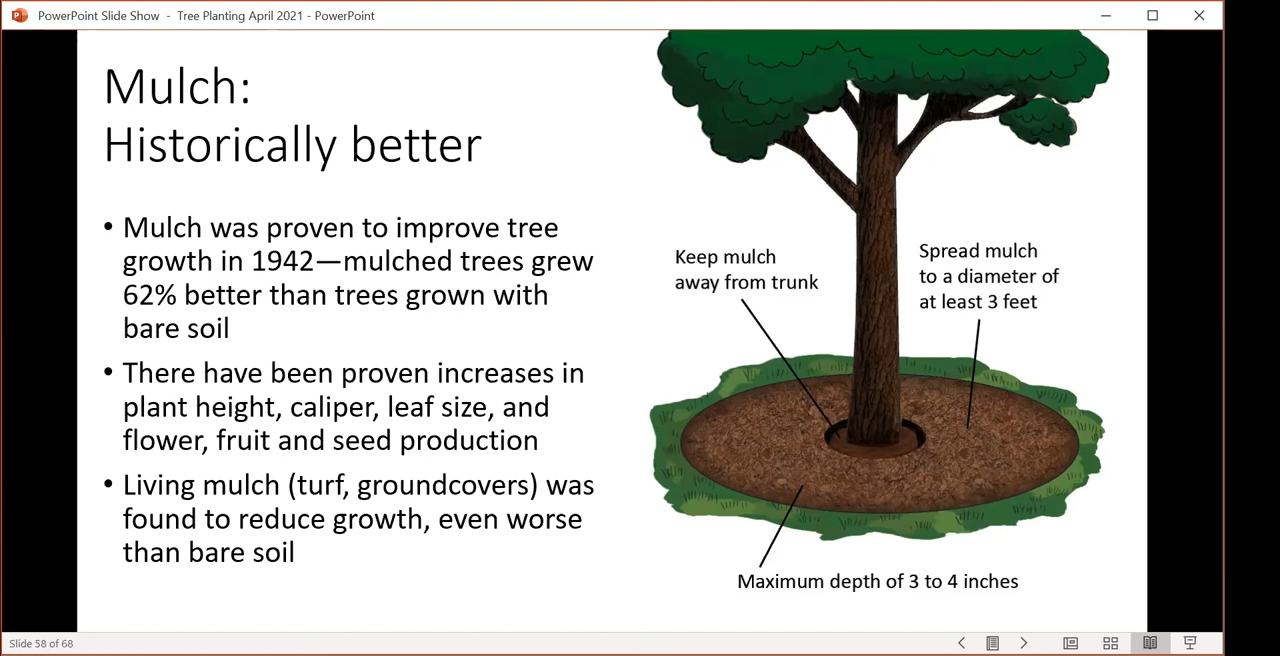 PowerPoint Slide Show - Tree Planting April 2021 - PowerPoint
Mulch:
Historically better
• Mulch was proven to improve tree
growth in 1942—mulched trees grew
62% better than trees grown with
bare soil
• There have been proven increases in
plant height, caliper, leaf size, and
flower, fruit and seed production
• Living mulch (turf, groundcovers) was
found to reduce growth, even worse
than bare soil
Keep mulch
away from trunk
Spread mulch
to a diameter of
at least 3 feet
Maximum depth of 3 to 4 inches
Slide 58 of 68